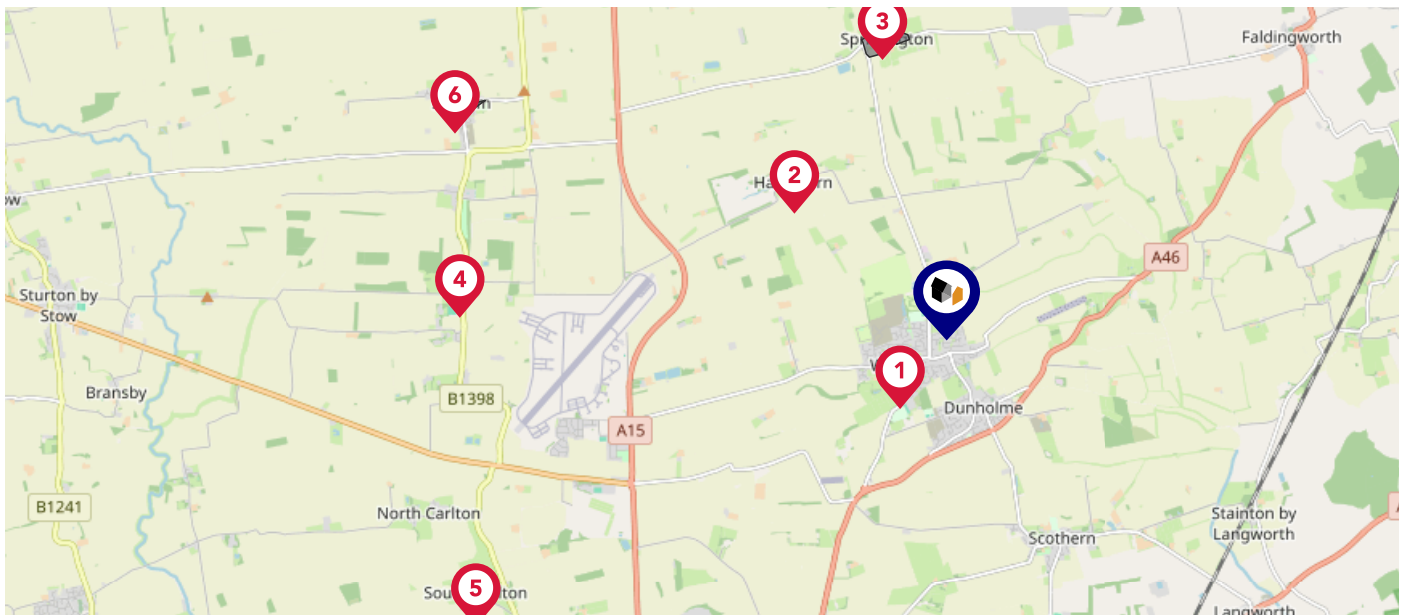 3
Faldingworth
6
2
A46
4
Sturton by
Stow
1
Bransby
B1398
Dunholme
A15
B1241
North Carlton
Stainton by
Langworth
Scothern
5
Langworth